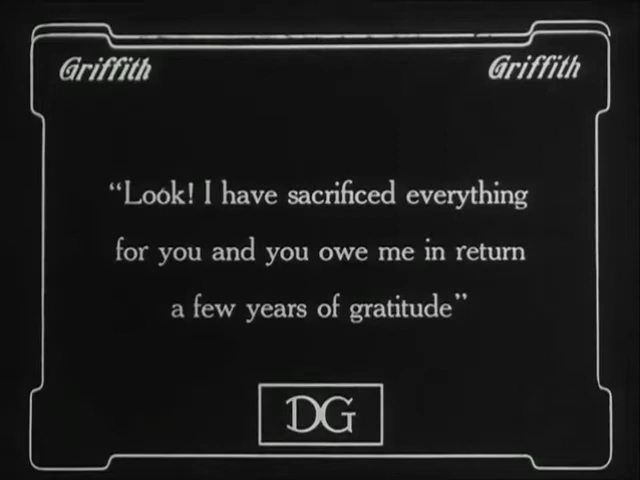 Griffith Griffith
“Look! I have sacrificed everything
for you and you owe me in return
a few years of gratitude”
DG